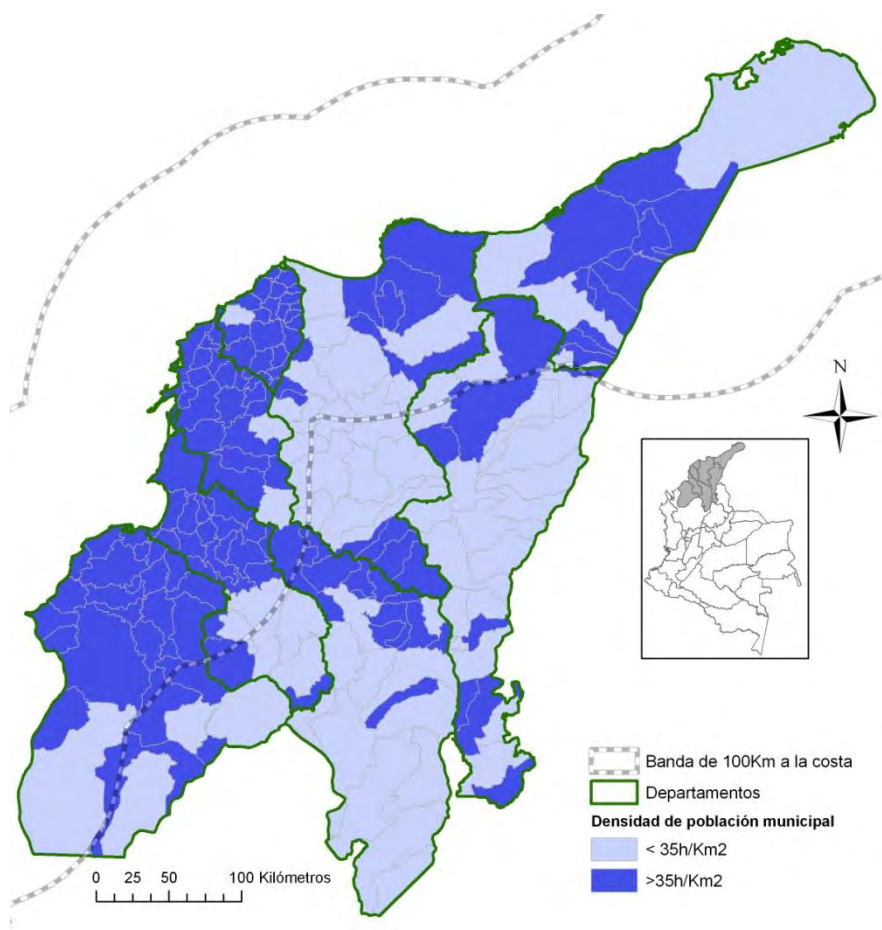 N
Banda de 100Km a la costa
Departamentos
Densidad de población municipal
< 35h/Km2
>35h/Km2
0 25 50 100 Kilómetros